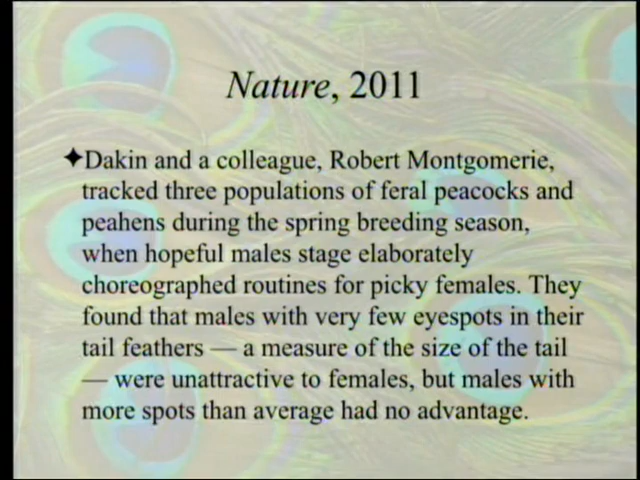 Nature, 2011
✦Dakin and a colleague, Robert Montgomerie,
tracked three populations of feral peacocks and
peahens during the spring breeding season,
when hopeful males stage elaborately
choreographed routines for picky females. They
found that males with very few eyespots in their
tail feathers — a measure of the size of the tail
— were unattractive to females, but males with
more spots than average had no advantage.